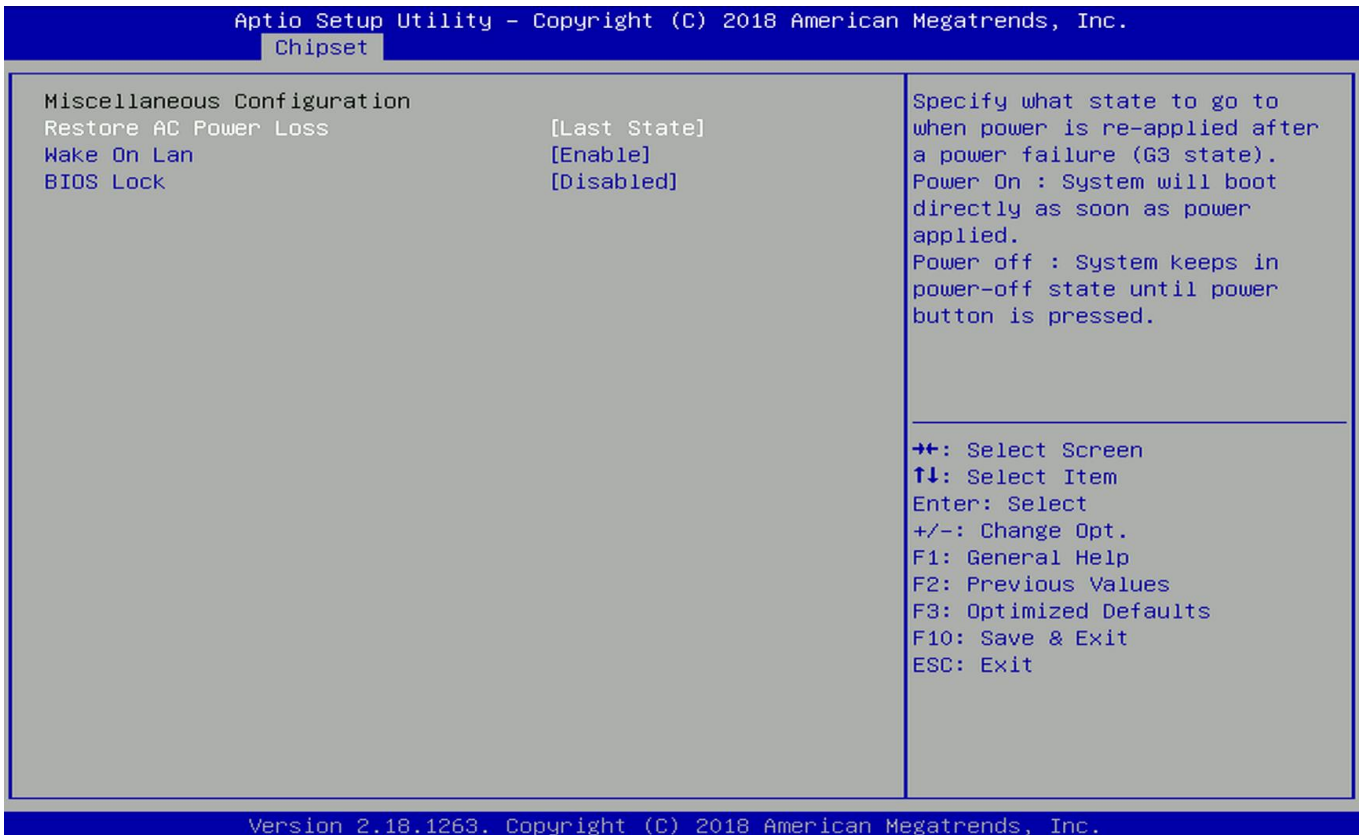 Aptio Setup Utility – Copyright (C) 2018 American Megatrends, Inc.
Chipset
Miscellaneous Configuration
Restore AC Power Loss [Last State]
Wake On Lan [Enable]
BIOS Lock [Disabled]
Specify what state to go to
when power is re-applied after
a power failure (G3 state).
Power On : System will boot
directly as soon as power
applied.
Power off : System keeps in
power-off state until power
button is pressed.
→←: Select Screen
↑↓: Select Item
Enter: Select
+/-: Change Opt.
F1: General Help
F2: Previous Values
F3: Optimized Defaults
F10: Save & Exit
ESC: Exit
Version 2.18.1263. Copyright (C) 2018 American Megatrends, Inc.